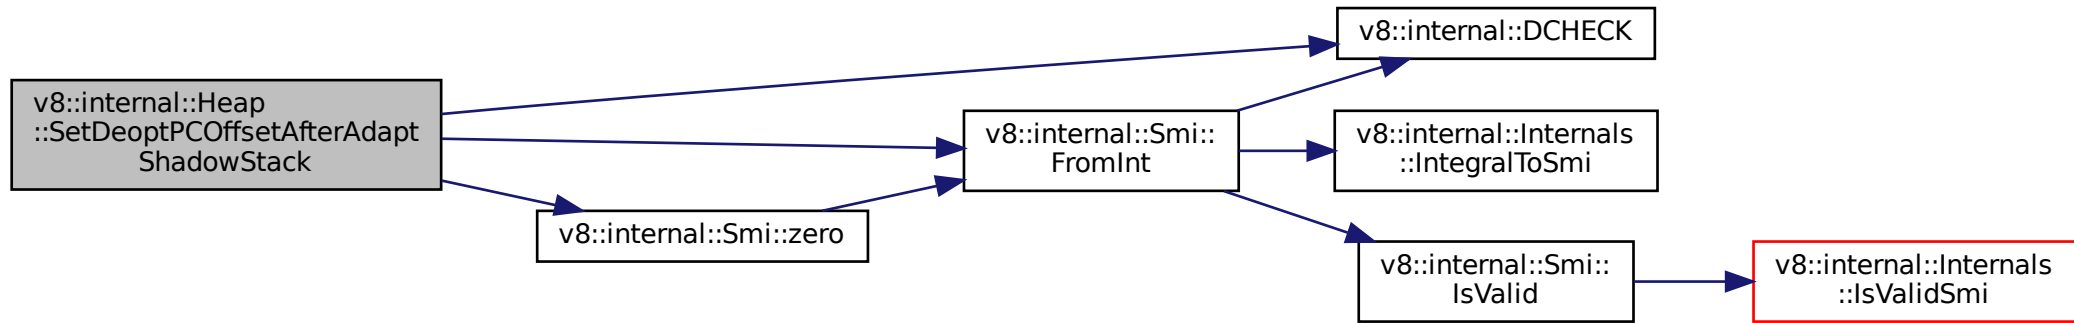 v8::internal::Heap
::SetDeoptPCOffsetAfterAdapt
ShadowStack
v8::internal::Smi::zero
v8::internal::Smi::
FromInt
v8::internal::DCHECK
v8::internal::Internals
::IntegralToSmi
v8::internal::Smi::
IsValid
v8::internal::Internals
::IsValidSmi